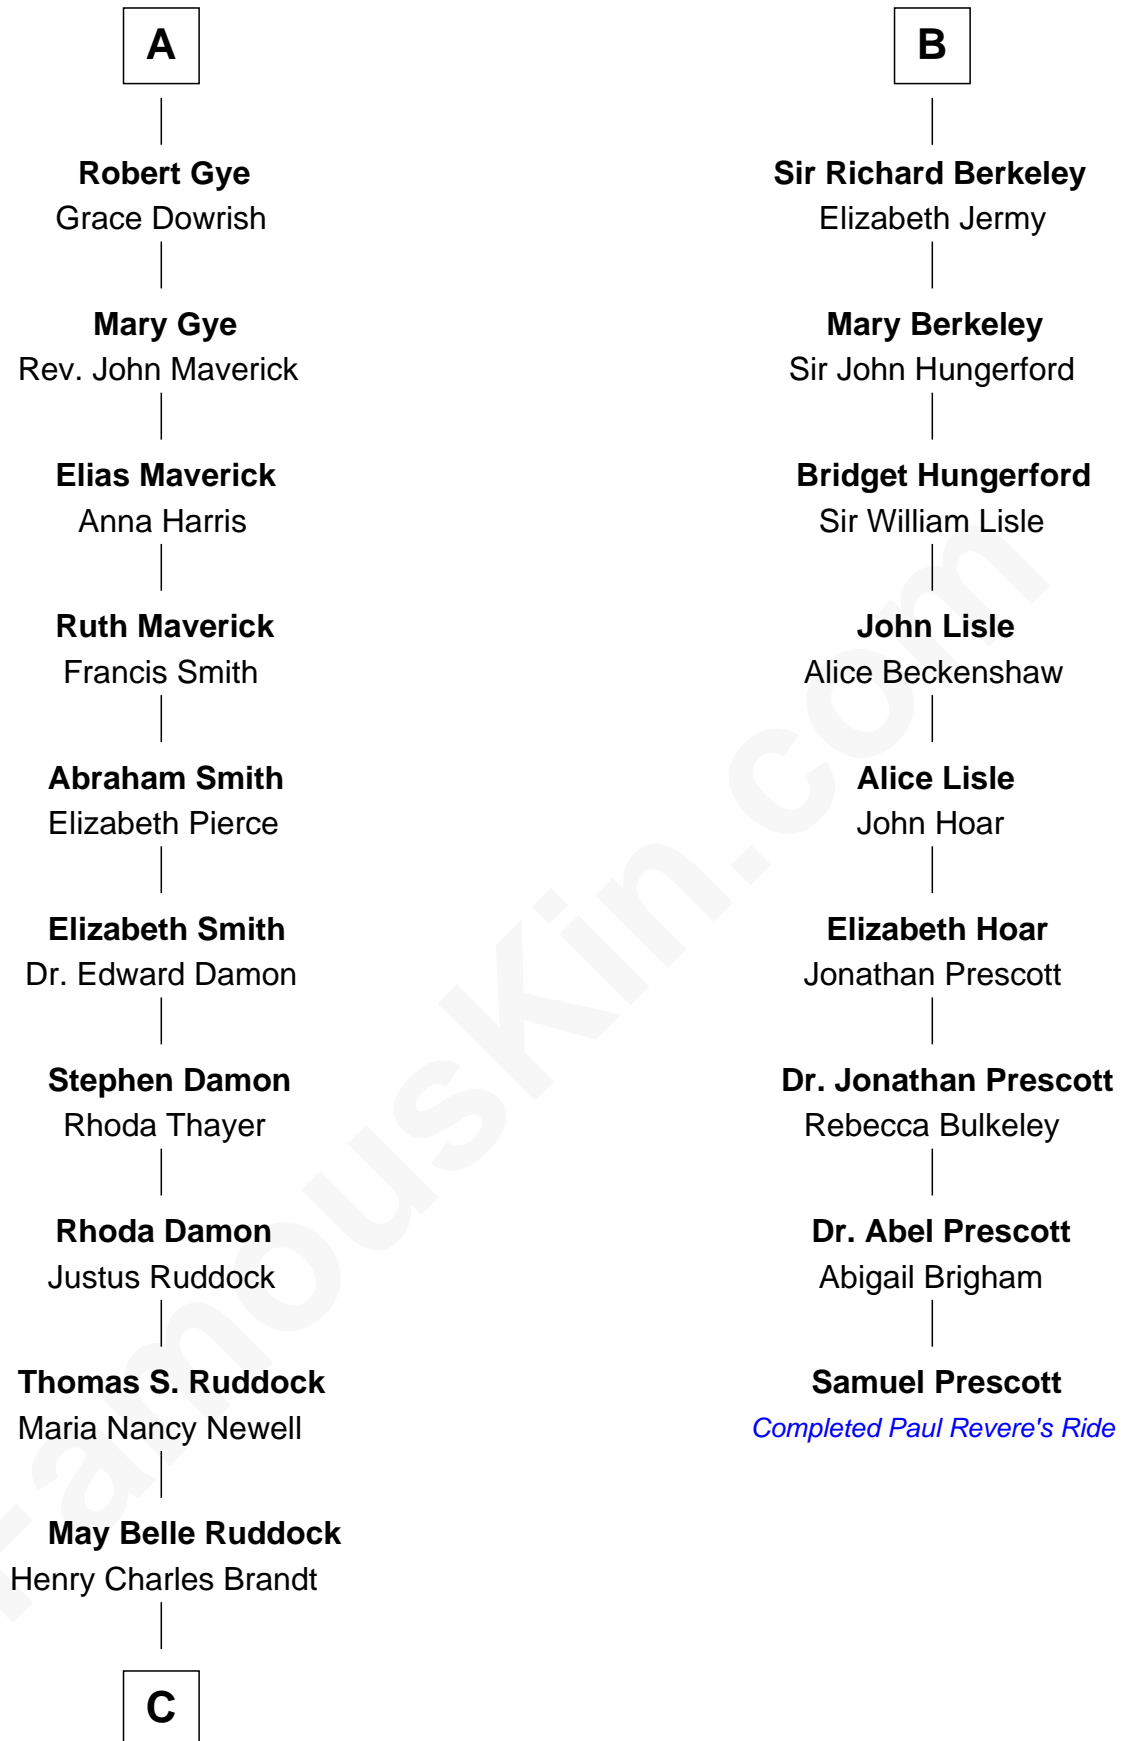 A
Robert Gye
Grace Dowrish
Mary Gye
Rev. John Maverick
Elias Maverick
Anna Harris
Ruth Maverick
Francis Smith
Abraham Smith
Elizabeth Pierce
Elizabeth Smith
Dr. Edward Damon
Stephen Damon
Rhoda Thayer
Rhoda Damon
Justus Ruddock
Thomas S. Ruddock
Maria Nancy Newell
May Belle Ruddock
Henry Charles Brandt
C
B
Sir Richard Berkeley
Elizabeth Jermy
Mary Berkeley
Sir John Hungerford
Bridget Hungerford
Sir William Lisle
John Lisle
Alice Beckenshaw
Alice Lisle
John Hoar
Elizabeth Hoar
Jonathan Prescott
Dr. Jonathan Prescott
Rebecca Bulkeley
Dr. Abel Prescott
Abigail Brigham
Samuel Prescott
Completed Paul Revere's Ride
FamousKin.com